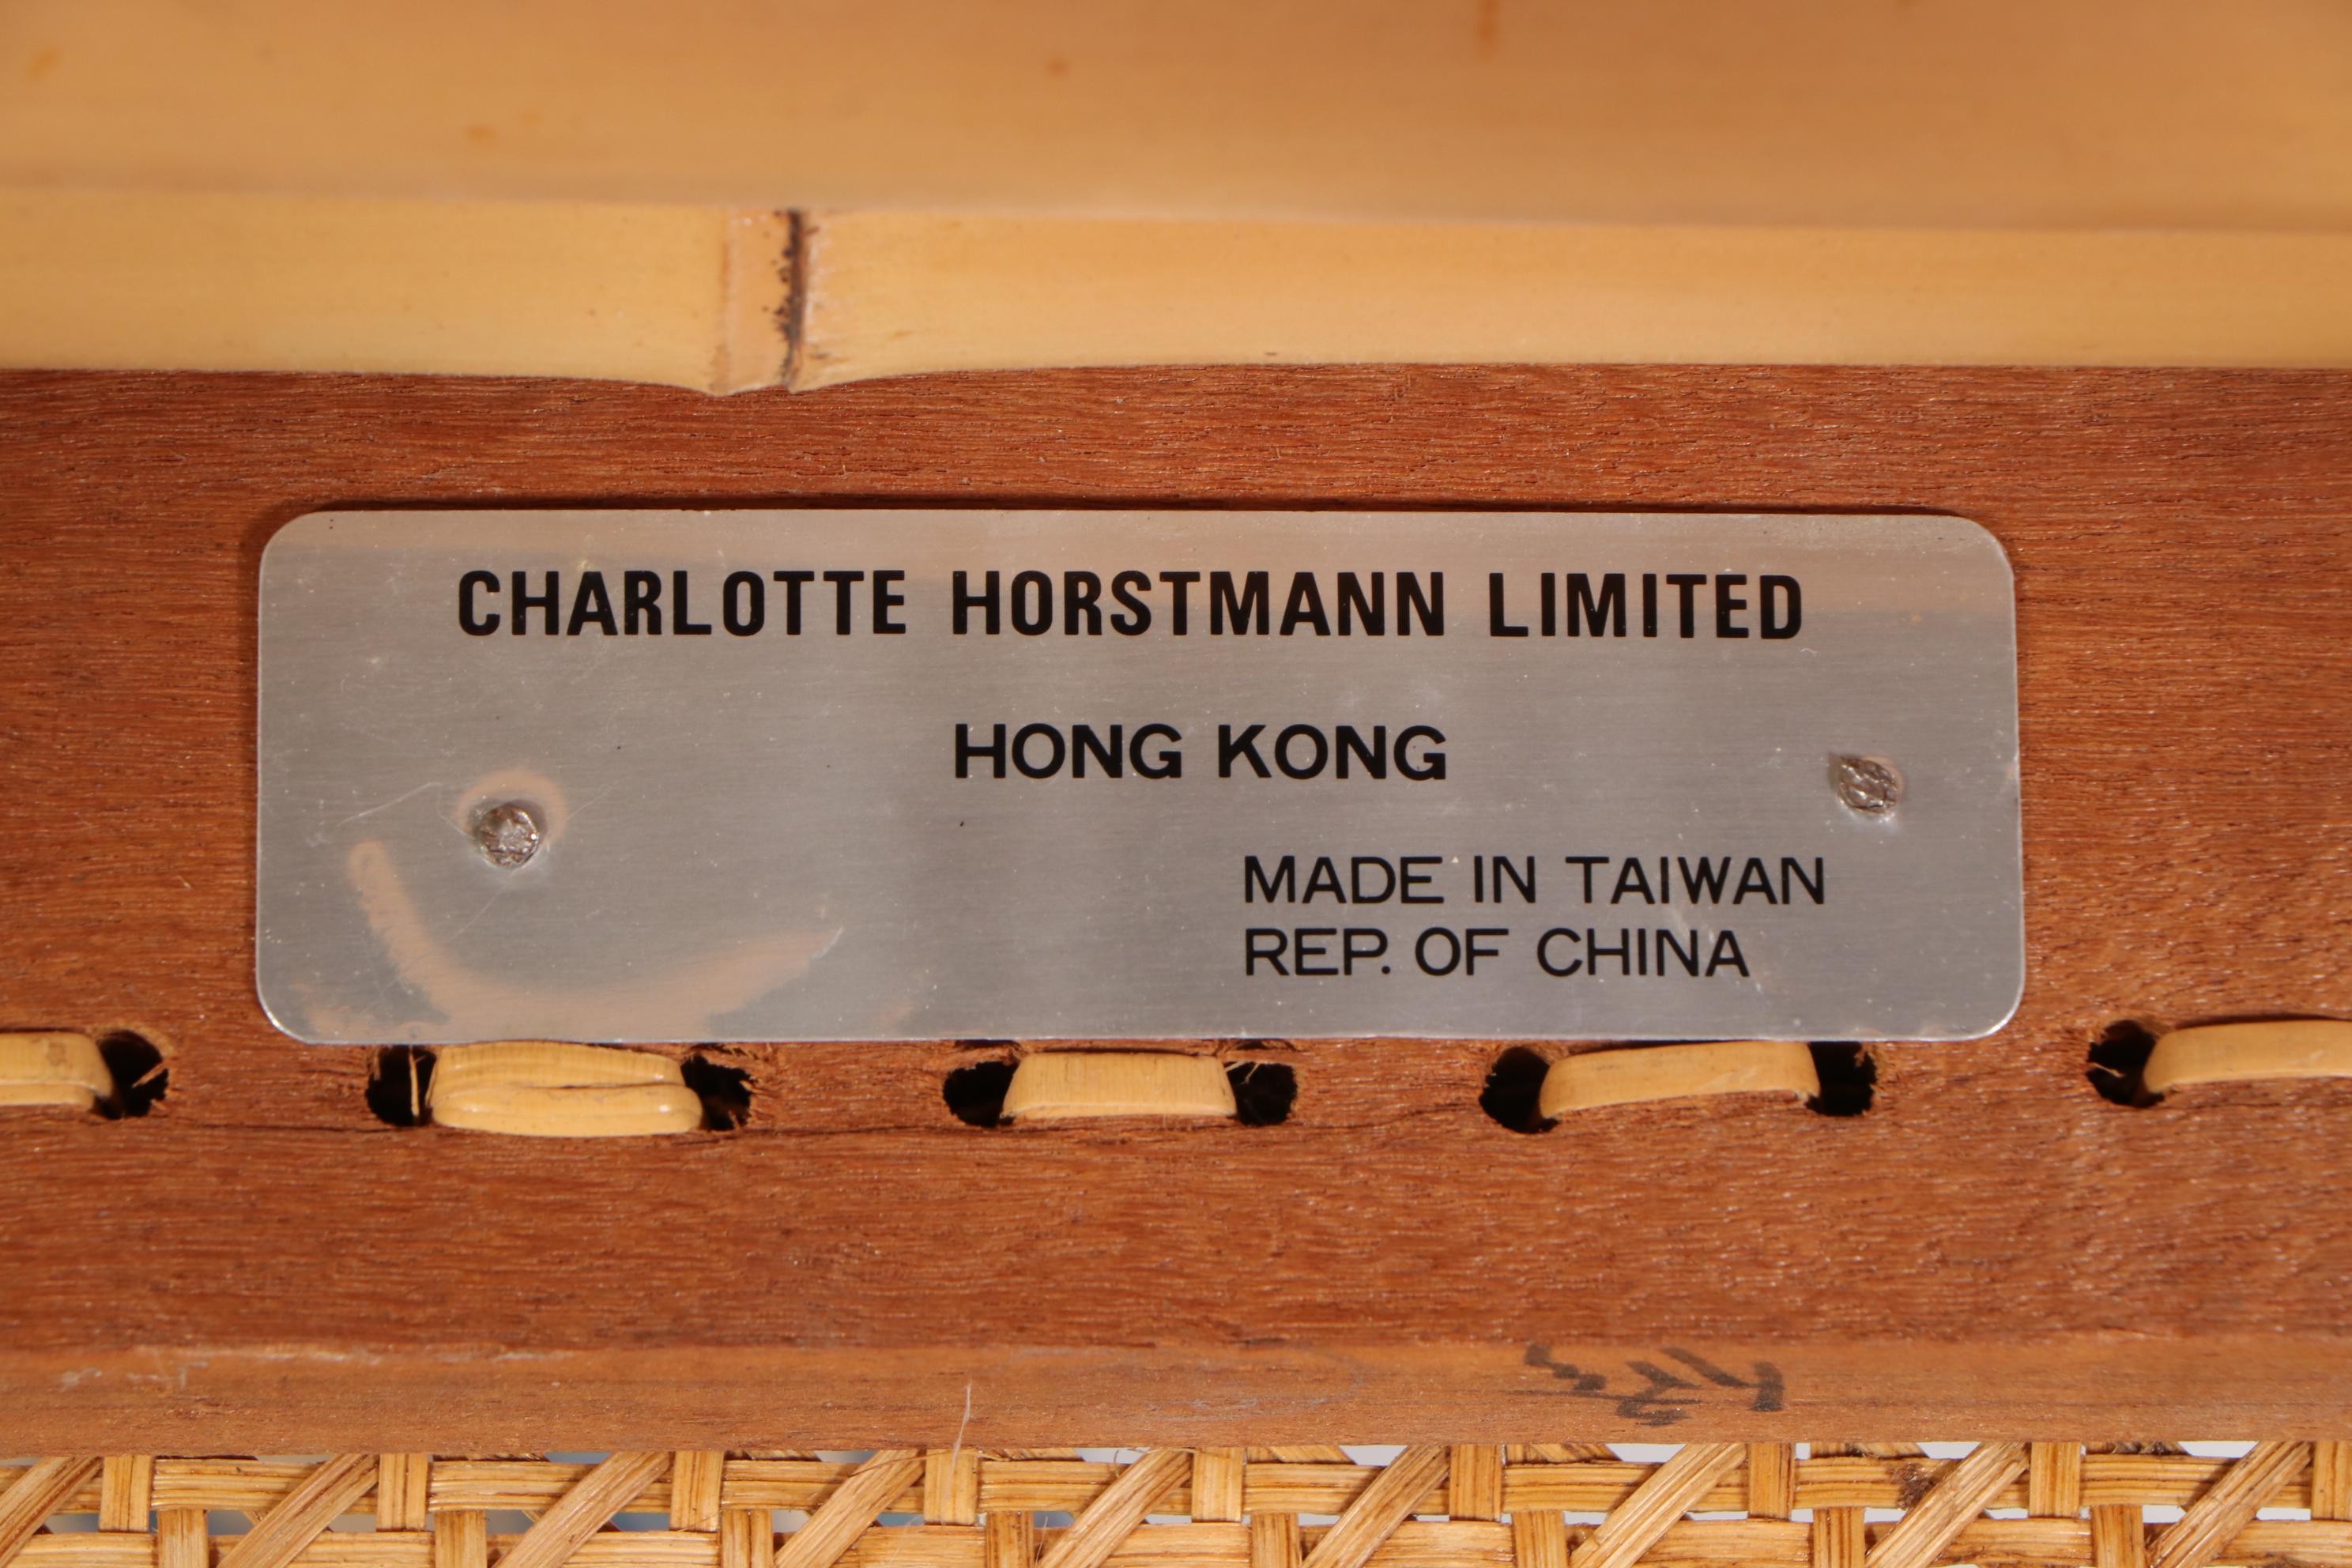 CHARLOTTE HORSTMANN LIMITED
HONG KONG
MADE IN TAIWAN
REP. OF CHINA